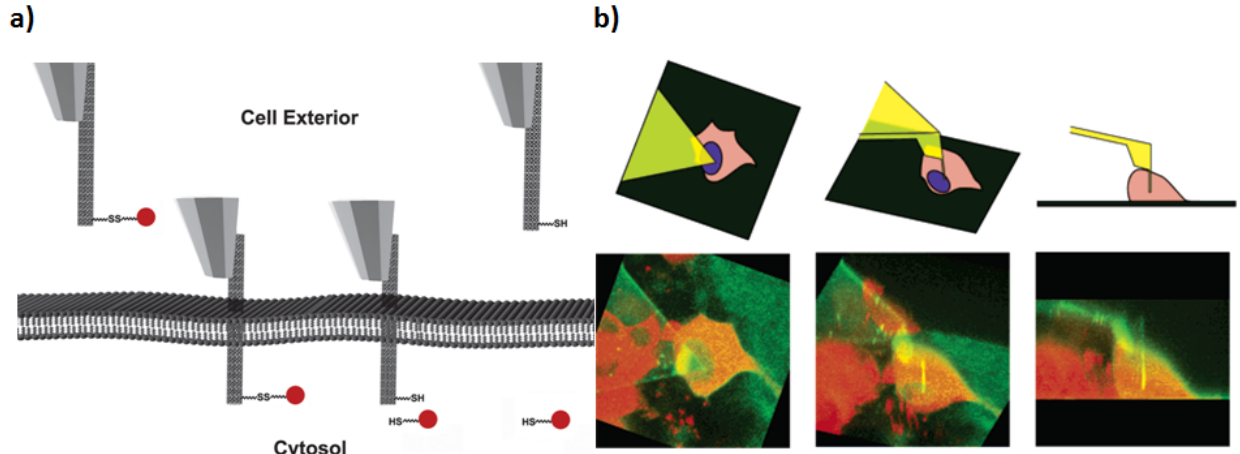 a)
b)
Cell Exterior
SS
SH
SS
SH
HS
HS
Cytosol